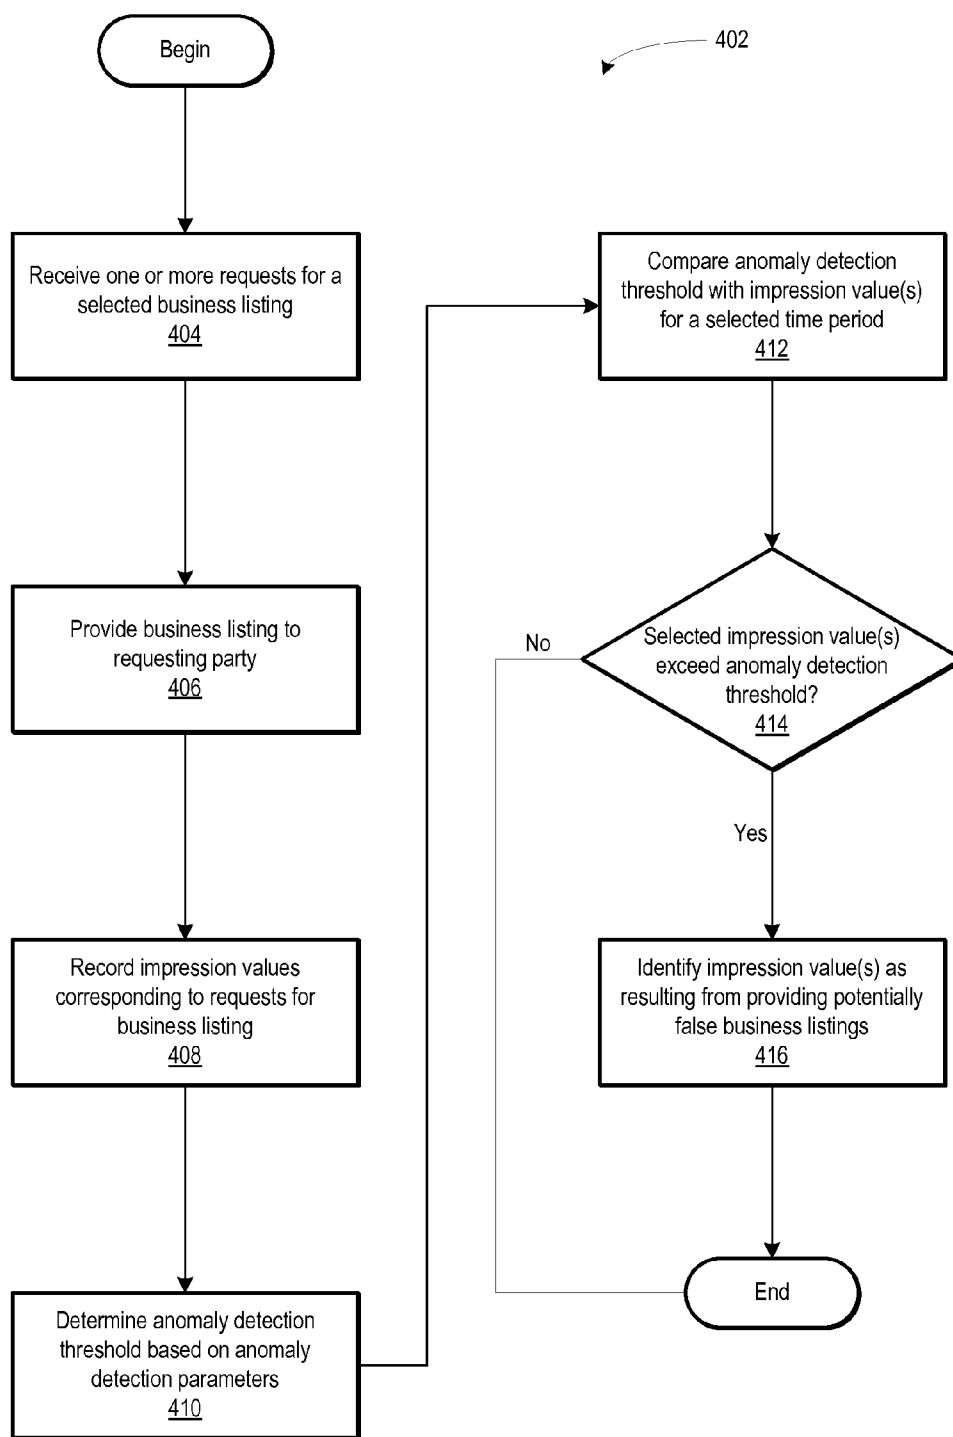 Begin
402
Receive one or more requests for a
selected business listing
404
Provide business listing to
requesting party
406
Record impression values
corresponding to requests for
business listing
408
Determine anomaly detection
threshold based on anomaly
detection parameters
410
Compare anomaly detection
threshold with impression value(s)
for a selected time period
412
No
Selected impression value(s)
exceed anomaly detection
threshold?
414
Yes
Identify impression value(s) as
resulting from providing potentially
false business listings
416
End